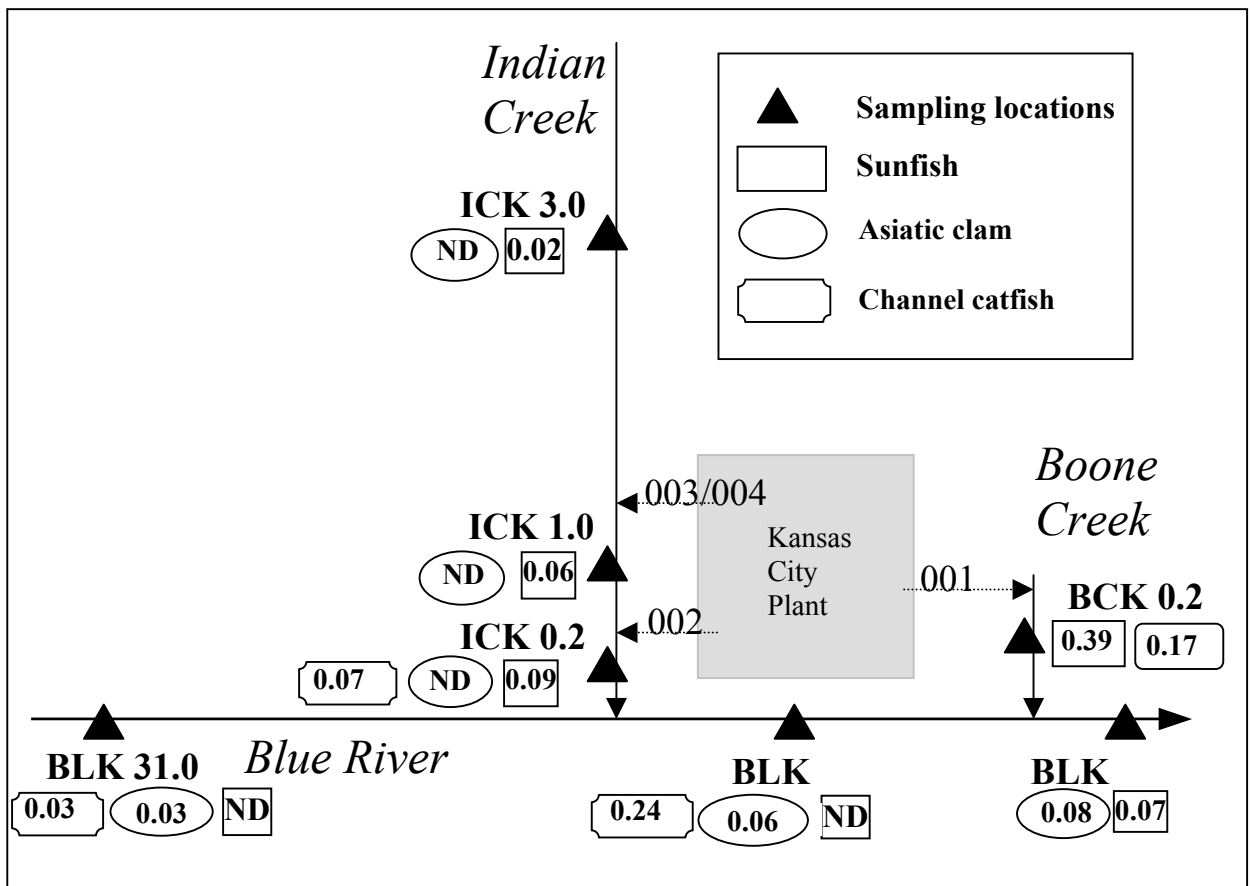 Indian
Creek
Sampling locations
Sunfish
Asiatic clam
Channel catfish
ICK 3.0
ND 0.02
Boone
Creek
003/004
Kansas
City
Plant
ICK 1.0
ND 0.06
001
BCK 0.2
0.39 0.17
002
ICK 0.2
0.07 ND 0.09
Blue River
BLK 31.0
0.03 0.03 ND
BLK
0.24 0.06 ND
BLK
0.08 0.07